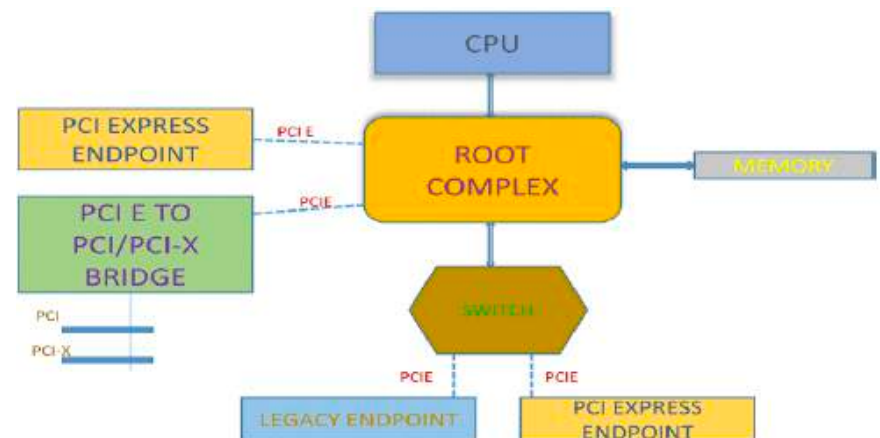 CPU
PCI EXPRESS
ENDPOINT
PCI E
ROOT
COMPLEX
MEMORY
PCIE
PCI E TO
PCI/PCI-X
BRIDGE
SWITCH
PCI
PCI-X
PCIE
PCIE
LEGACY ENDPOINT
PCI EXPRESS
ENDPOINT